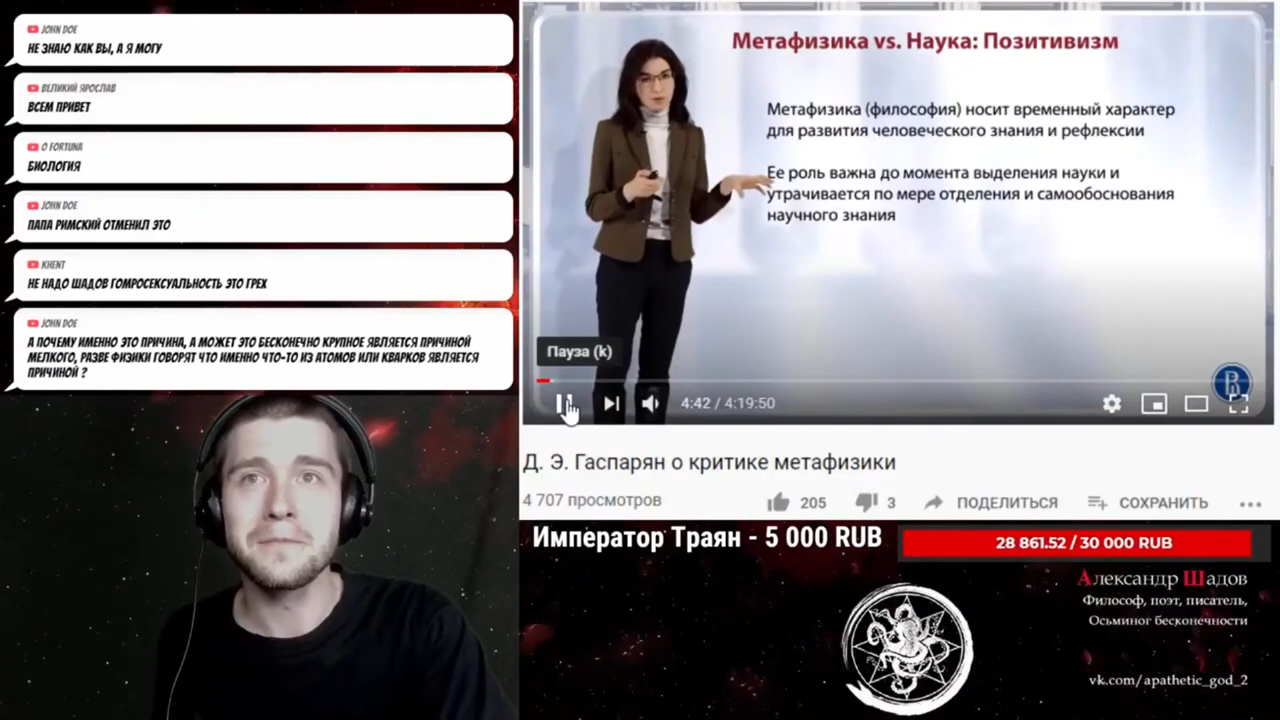 JOHN DOE
НЕ ЗНАЮ КАК ВЫ, А Я МОГУ
ВЕЛИКИЙ ЯРОСЛАВ
ВСЕМ ПРИВЕТ
O FORTUNA
БИОЛОГИЯ
JOHN DOE
ПАПА РИМСКИЙ ОТМЕНИЛ ЭТО
KHENT
НЕ НАДО ШАДОВ ГОМРОСЕКСУАЛЬНОСТЬ ЭТО ГРЕХ
JOHN DOE
А ПОЧЕМУ ИМЕННО ЭТО ПРИЧИНА, А МОЖЕТ ЭТО БЕСКОНЕЧНО КРУПНОЕ ЯВЛЯЕТСЯ ПРИЧИНОЙ
МЕЛКОГО, РАЗВЕ ФИЗИКИ ГОВОРЯТ ЧТО ИМЕННО ЧТО-ТО ИЗ АТОМОВ ИЛИ КВАРКОВ ЯВЛЯЕТСЯ
ПРИЧИНОЙ ?
Метафизика vs. Наука: Позитивизм
Метафизика (философия) носит временный характер
для развития человеческого знания и рефлексии
Ее роль важна до момента выделения науки и
утрачивается по мере отделения и самообоснования
научного знания
Пауза (k)
4:42 / 4:19:50
Д. Э. Гаспарян о критике метафизики
4 707 просмотров
205
3
ПОДЕЛИТЬСЯ
СОХРАНИТЬ
Император Траян - 5 000 RUB
28 861.52 / 30 000 RUB
Александр Шадов
Философ, поэт, писатель,
Осьминог бесконечности
vk.com/apathetic_god_2